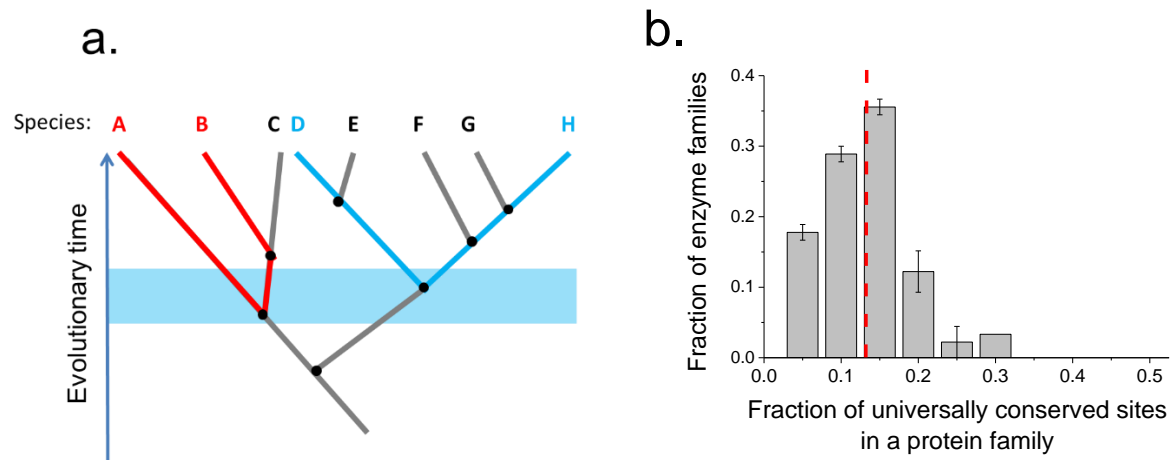 a.
Species: A B C D E F G H
Evolutionary time
b.
Fraction of enzyme families
0.4
0.3
0.2
0.1
0.0
0.0 0.1 0.2 0.3 0.4 0.5
Fraction of universally conserved sites
in a protein family